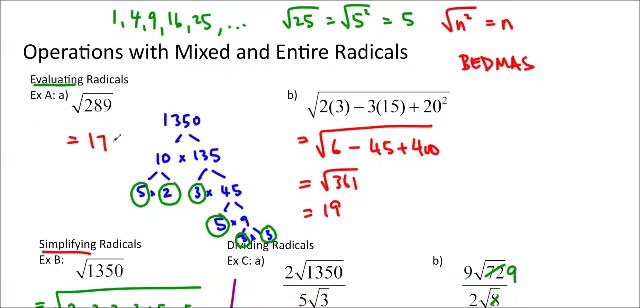 1, 4, 9, 16, 25, ... √25 = √5² = 5 √n² = n
Operations with Mixed and Entire Radicals
BEDMAS
Evaluating Radicals
Ex A: a) √289
= 17
b) √2(3) − 3(15) + 20²
= √6 − 45 + 400
= √361
= 19
1350
10 × 135
5 × 2 3 × 45
5 × 9
3 × 3
Simplifying Radicals
Ex B: √1350
Dividing Radicals
Ex C: a) 2√1350
5√3
b) 9√72 9
2√8